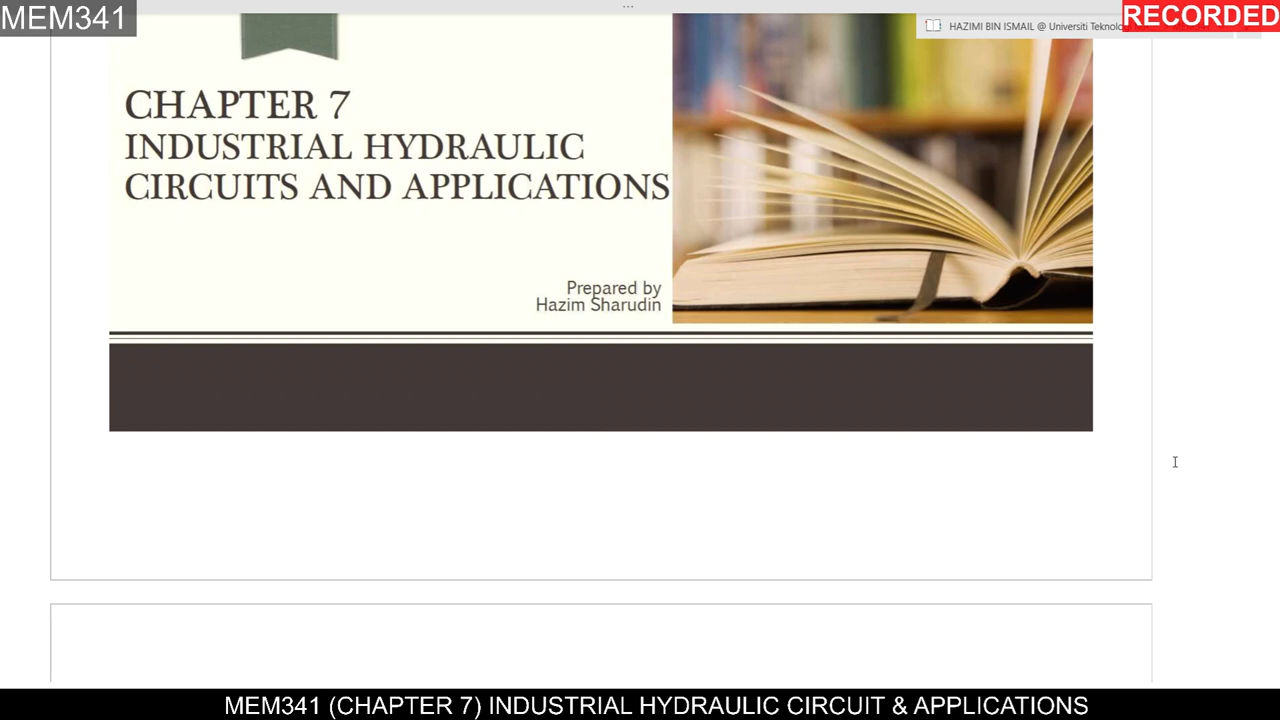 MEM341
RECORDED
HAZIMI BIN ISMAIL @ Universiti
CHAPTER 7
INDUSTRIAL HYDRAULIC
CIRCUITS AND APPLICATIONS
Prepared by
Hazim Sharudin
MEM341 (CHAPTER 7) INDUSTRIAL HYDRAULIC CIRCUIT & APPLICATIONS